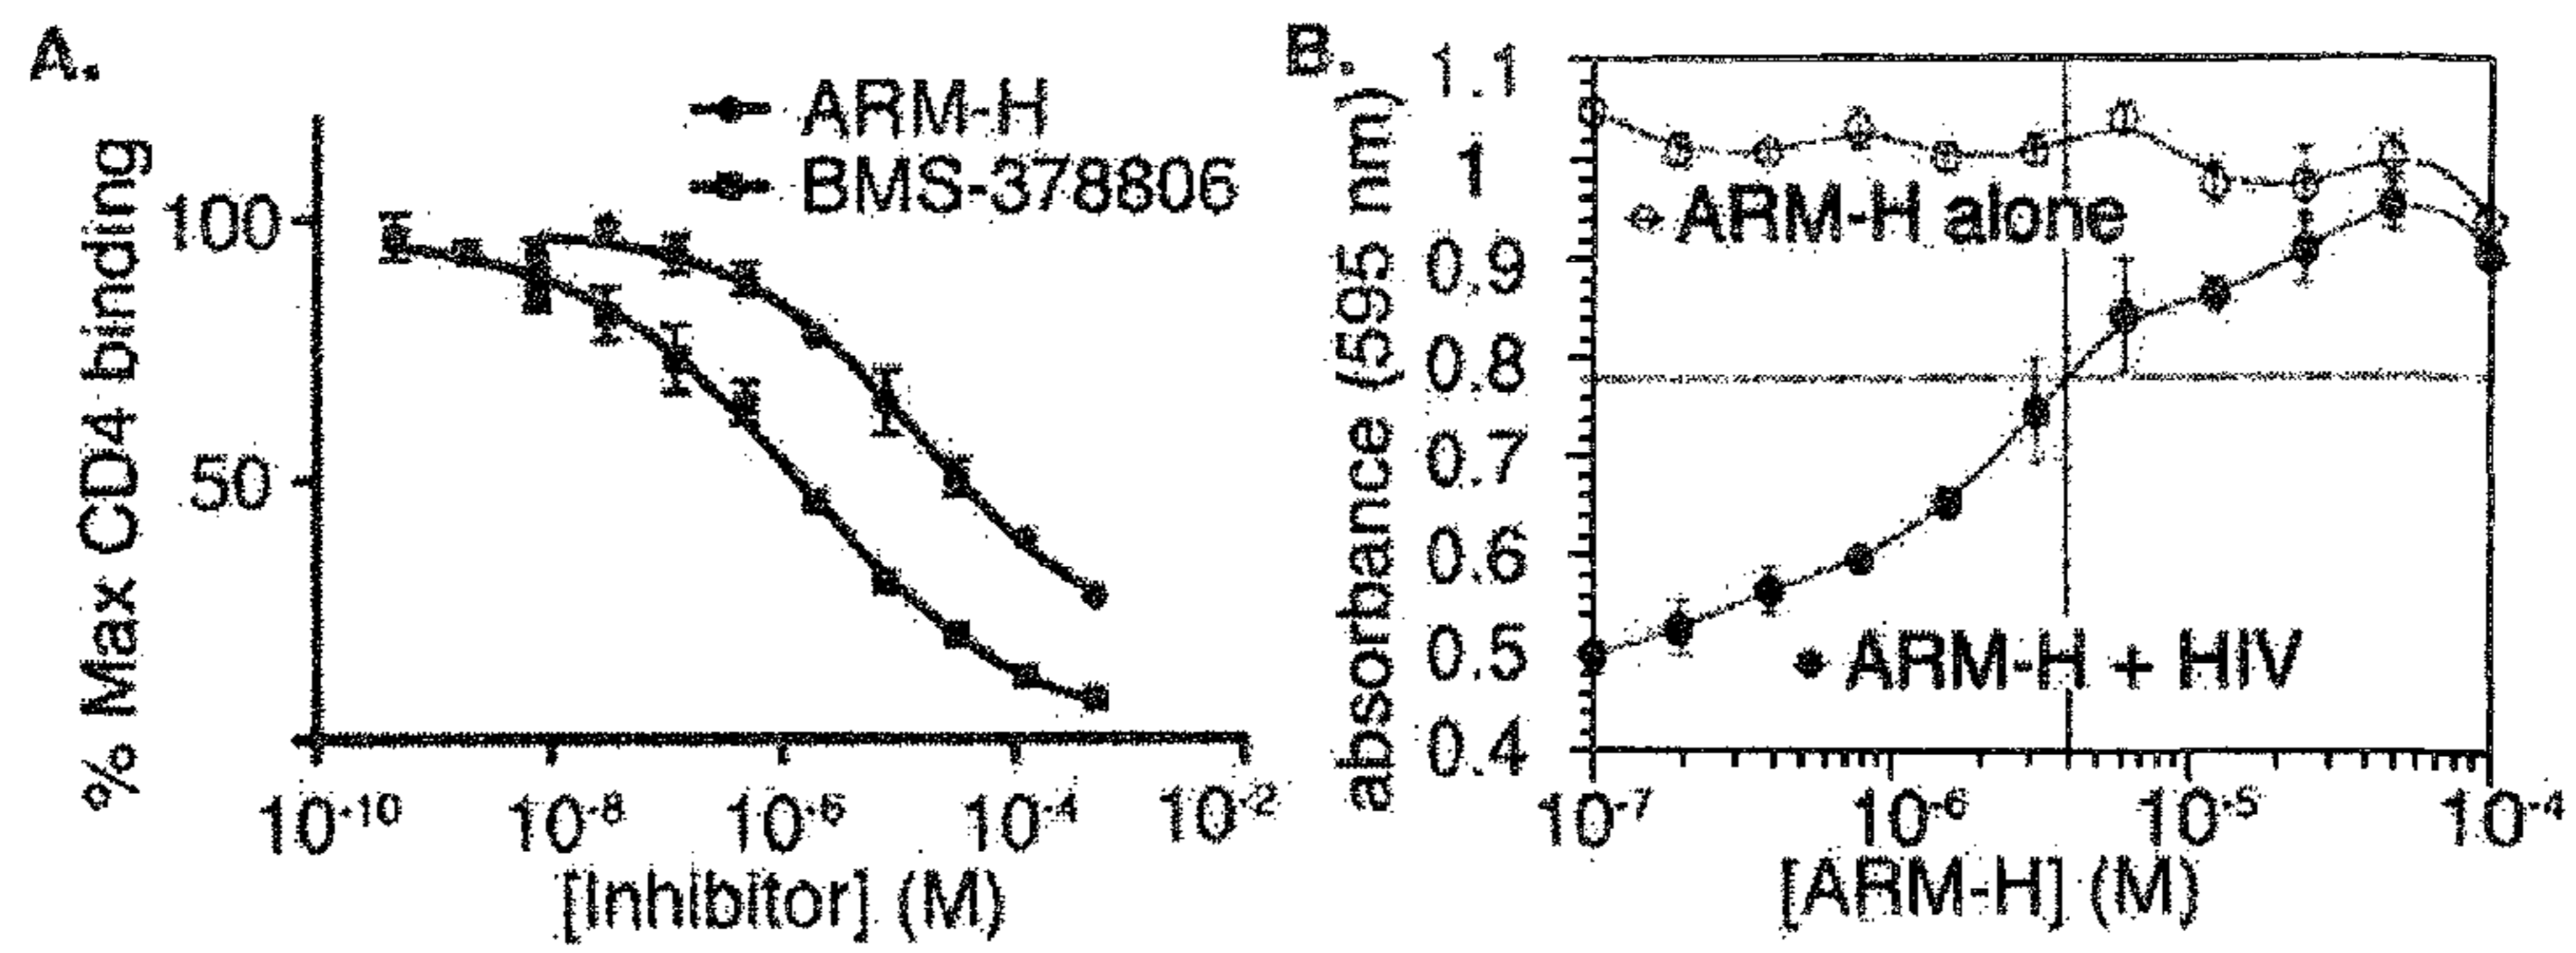 A.
ARM-H
BMS-378806
% Max CD4 binding
100
50
10-10
10-8
10-6
10-4
10-2
[Inhibitor] (M)
B.
absorbance (595 nm)
1.1
1
0.9
0.8
0.7
0.6
0.5
0.4
ARM-H alone
ARM-H + HIV
10-7
10-6
10-5
10-4
[ARM-H] (M)